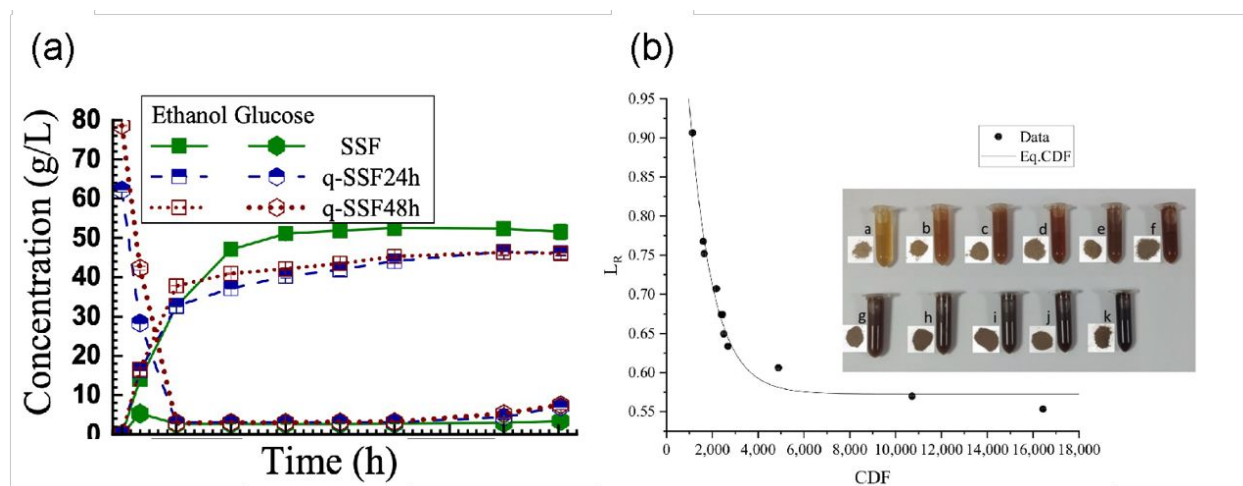 (a)
Concentration (g/L)
80
70
60
50
40
30
20
10
0
Ethanol Glucose
SSF
q-SSF24h
q-SSF48h
Time (h)
(b)
L_R
0.95
0.90
0.85
0.80
0.75
0.70
0.65
0.60
0.55
Data
Eq.CDF
a b c d e f
g h i j k
0 2,000 4,000 6,000 8,000 10,000 12,000 14,000 16,000 18,000
CDF